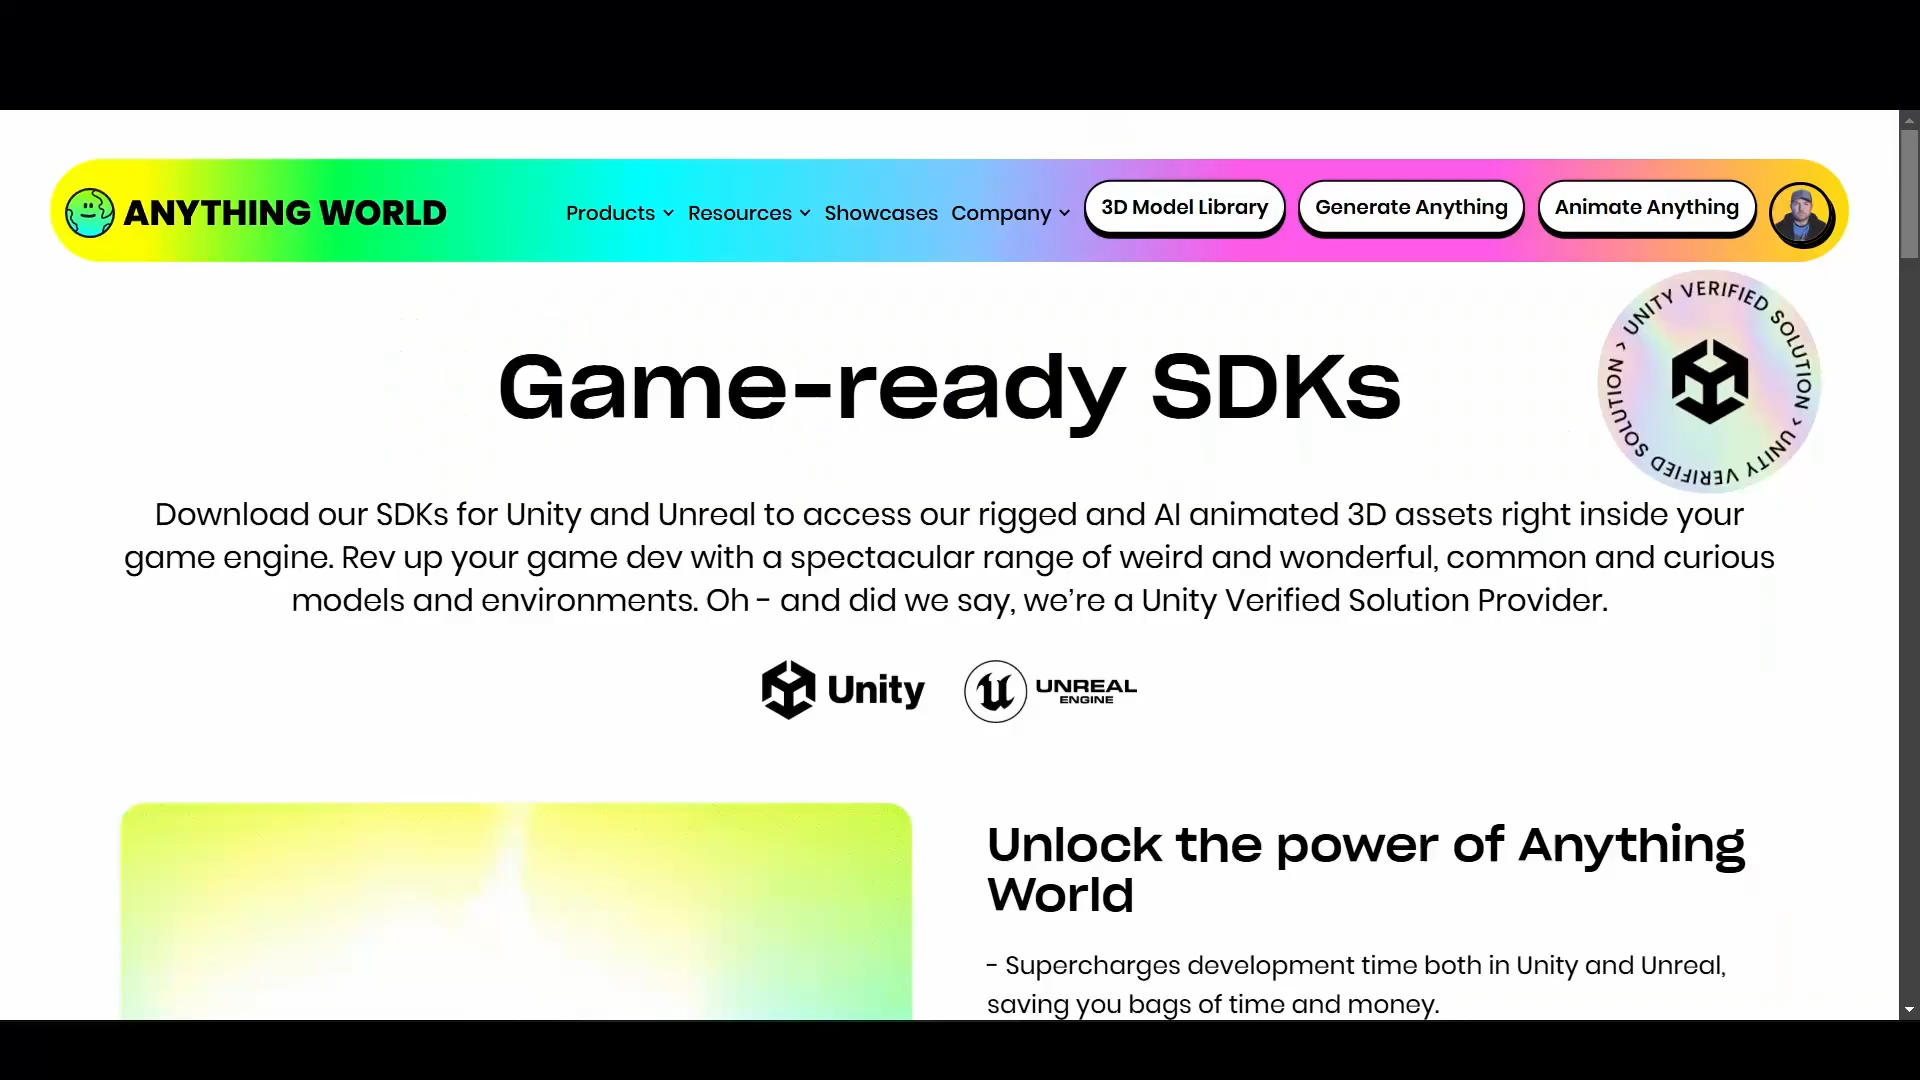 ANYTHING WORLD
Products Resources Showcases Company 3D Model Library Generate Anything Animate Anything
UNITY VERIFIED SOLUTION > UNITY VERIFIED SOLUTION >
Game-ready SDKs
Download our SDKs for Unity and Unreal to access our rigged and AI animated 3D assets right inside your
game engine. Rev up your game dev with a spectacular range of weird and wonderful, common and curious
models and environments. Oh - and did we say, we’re a Unity Verified Solution Provider.
Unity
UNREAL
ENGINE
Unlock the power of Anything
World
- Supercharges development time both in Unity and Unreal,
saving you bags of time and money.